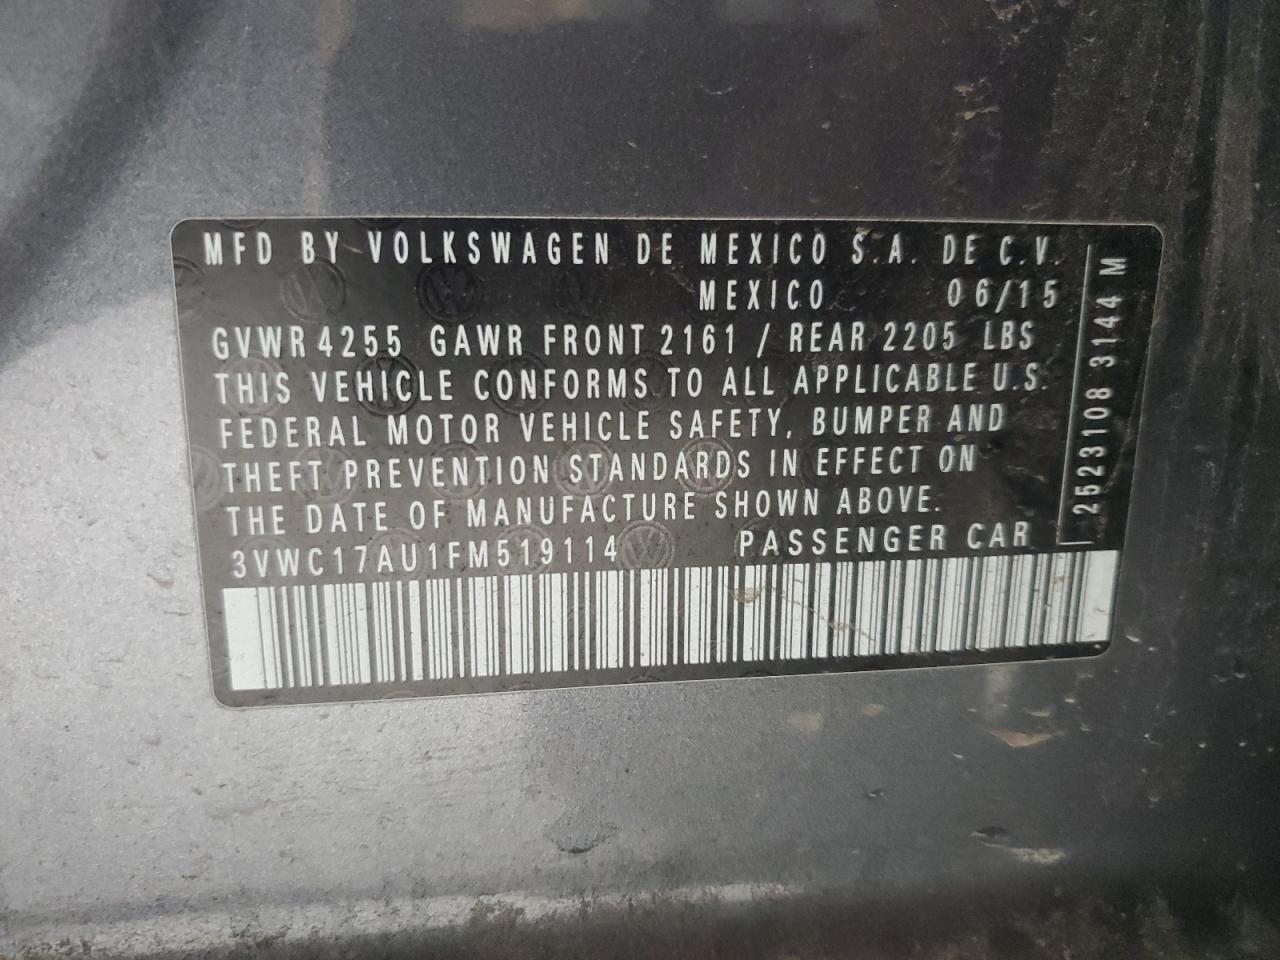 MFD BY VOLKSWAGEN DE MEXICO S.A. DE C.V.
MEXICO 06/15
GVWR 4255 GAWR FRONT 2161 / REAR 2205 LBS
THIS VEHICLE CONFORMS TO ALL APPLICABLE U.S.
FEDERAL MOTOR VEHICLE SAFETY, BUMPER AND
THEFT PREVENTION STANDARDS IN EFFECT ON
THE DATE OF MANUFACTURE SHOWN ABOVE.
3VWC17AU1FM519114 PASSENGER CAR
2523108 3144 M